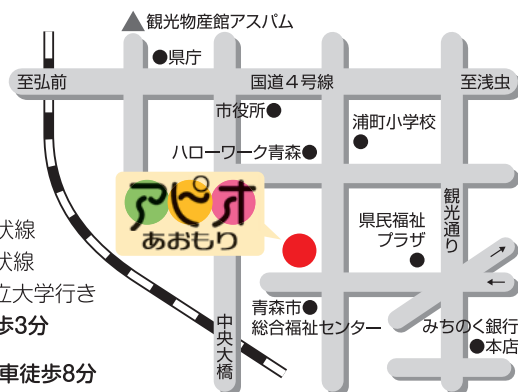 観光物産館アスパム
県庁
至弘前
国道4号線
至浅虫
市役所
浦町小学校
ハローワーク青森
アピオ
あおもり
観光通り
県民福祉
プラザ
伏線
伏線
立大学行き
歩3分
車徒歩8分
青森市
総合福祉センター
中央大橋
みちのく銀行
本店